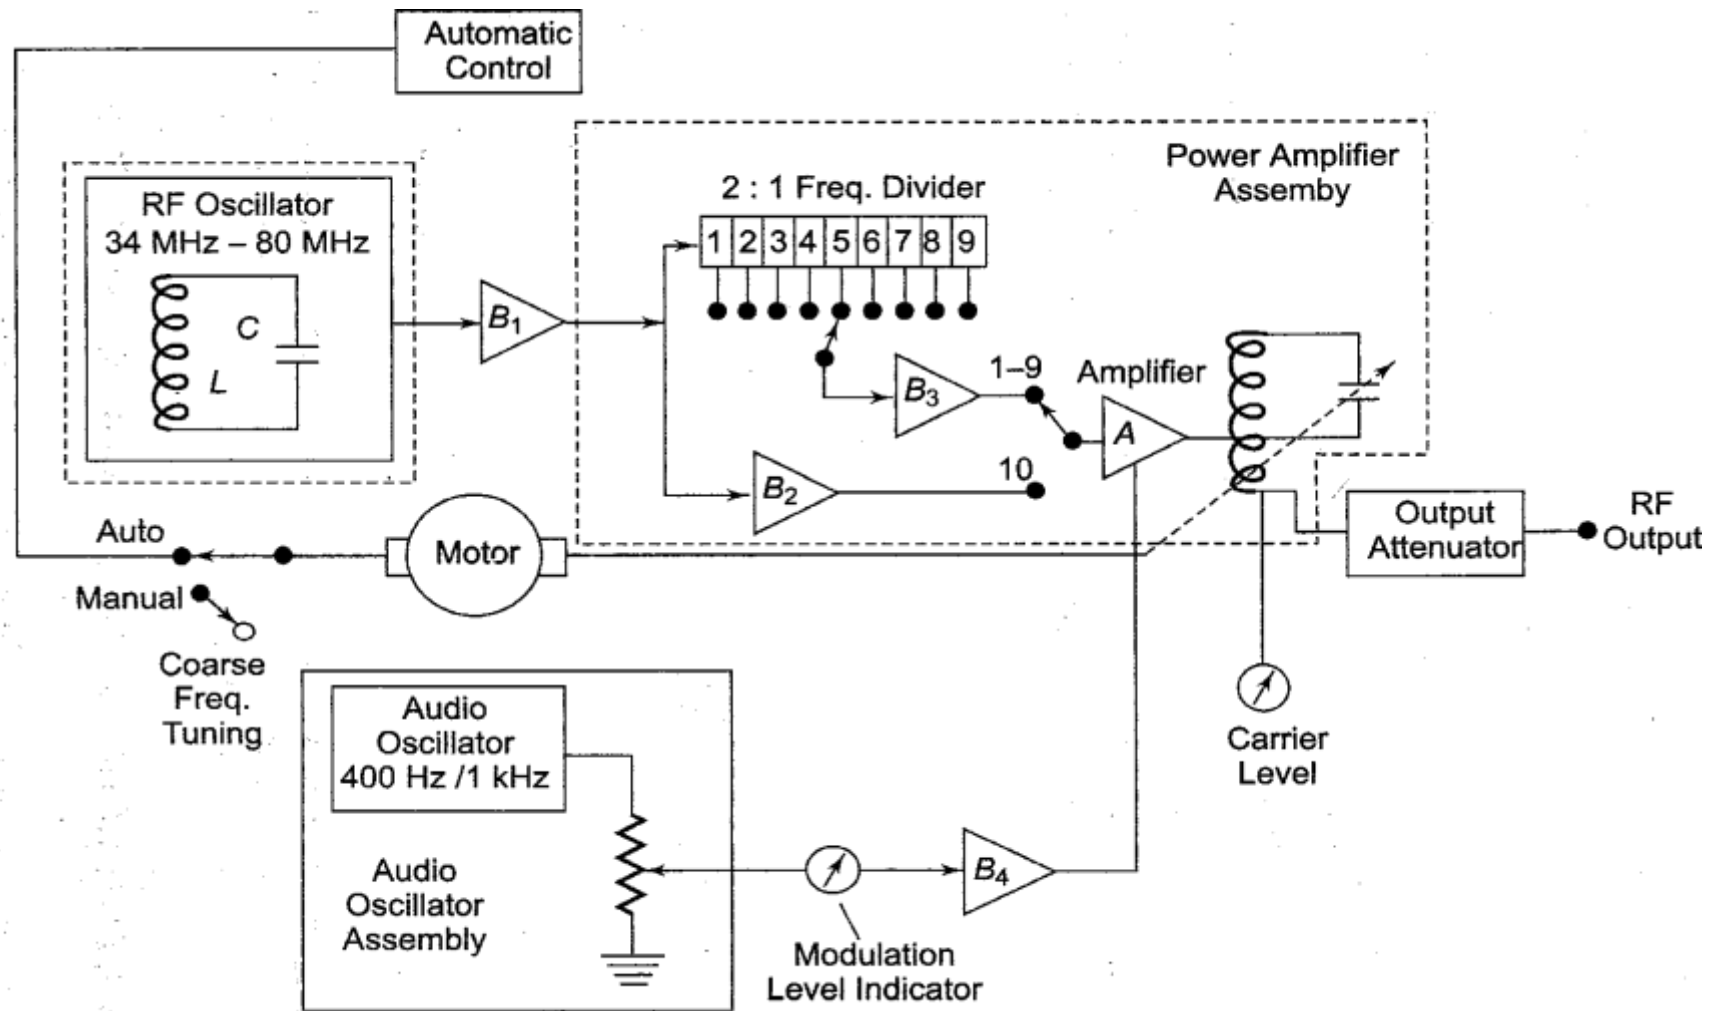 Automatic
Control
Power Amplifier
Assemby
2 : 1 Freq. Divider
1 2 3 4 5 6 7 8 9
RF Oscillator
34 MHz – 80 MHz
C
L
B1
B3
1–9
Amplifier
A
B2
10
Output
Attenuator
RF
Output
Auto
Motor
Manual
Coarse
Freq.
Tuning
Audio
Oscillator
400 Hz /1 kHz
Audio
Oscillator
Assembly
Modulation
Level Indicator
B4
Carrier
Level